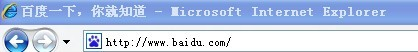 百度一下，你就知道 - Microsoft Internet Explorer
http://www.baidu.com/